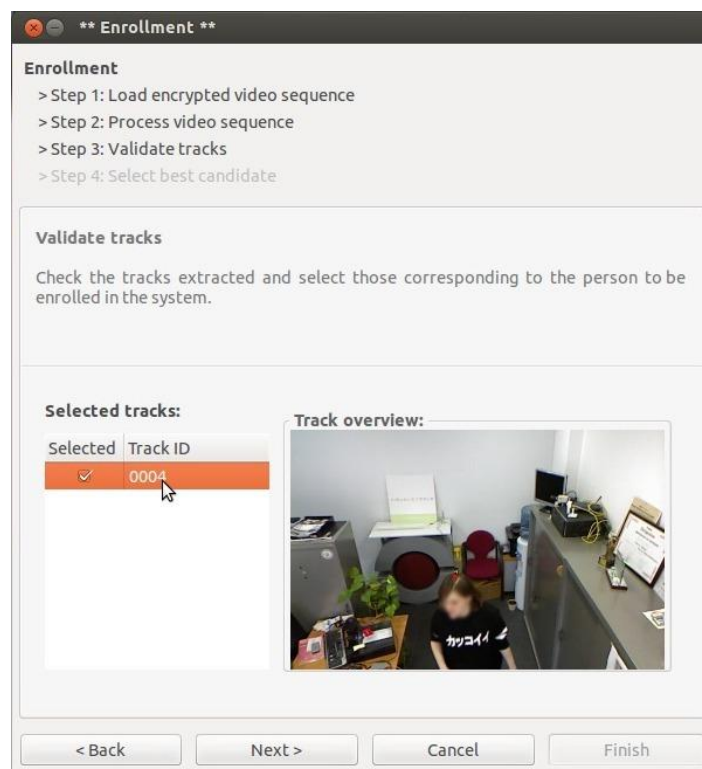 ** Enrollment **
Enrollment
> Step 1: Load encrypted video sequence
> Step 2: Process video sequence
> Step 3: Validate tracks
> Step 4: Select best candidate
Validate tracks
Check the tracks extracted and select those corresponding to the person to be
enrolled in the system.
Selected tracks:
Selected Track ID
0004
Track overview:
カッコイイ
< Back Next > Cancel Finish